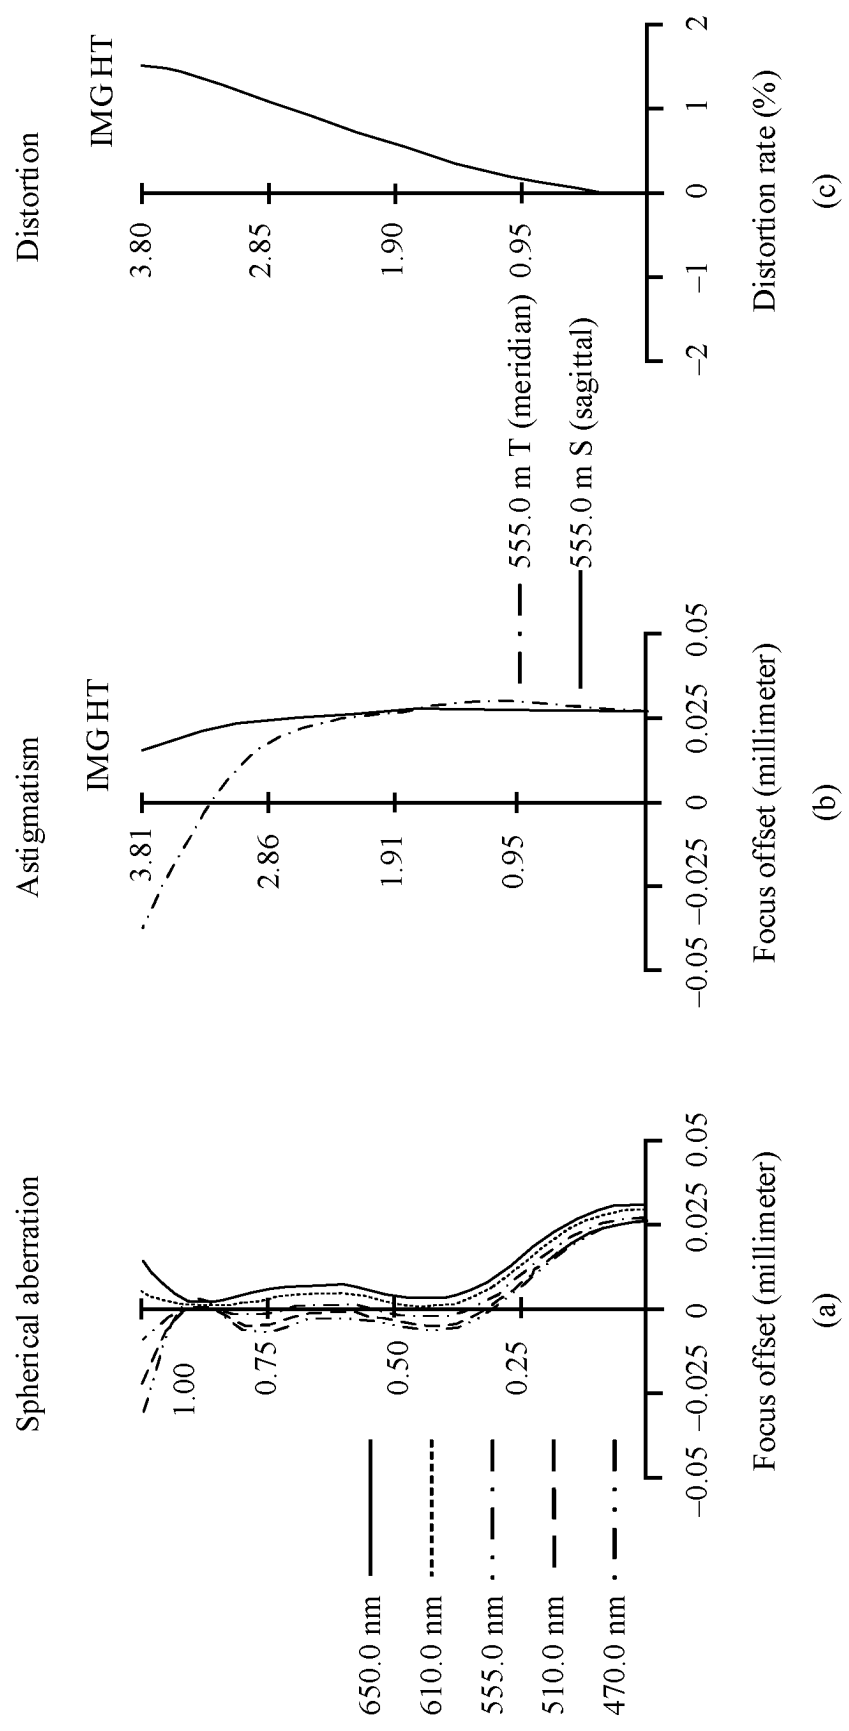 Spherical aberration
650.0 nm
610.0 nm
555.0 nm
510.0 nm
470.0 nm
1.00
0.75
0.50
0.25
−0.05 −0.025 0 0.025 0.05
Focus offset (millimeter)
(a)
Astigmatism
IMGHT
3.81
2.86
1.91
0.95
−0.05 −0.025 0 0.025 0.05
Focus offset (millimeter)
(b)
555.0 m T (meridian)
555.0 m S (sagittal)
Distortion
IMGHT
3.80
2.85
1.90
0.95
−2 −1 0 1 2
Distortion rate (%)
(c)